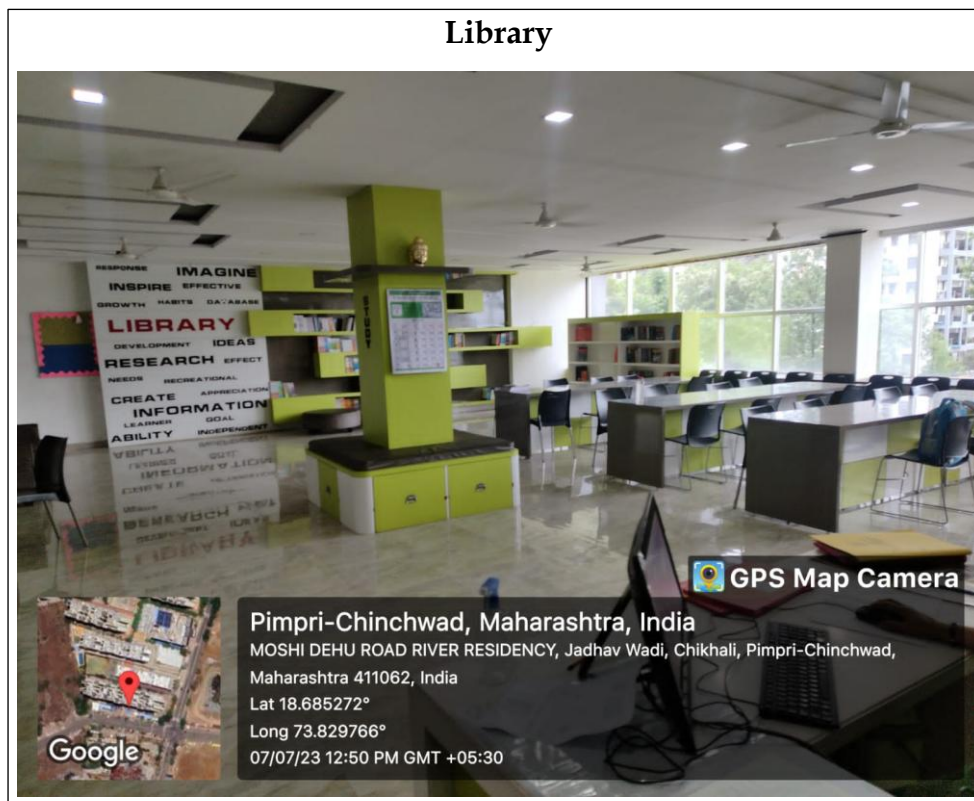 Library
RESPONSE IMAGINE
INSPIRE EFFECTIVE
GROWTH HABITS DATABASE
LIBRARY
DEVELOPMENT IDEAS
RESEARCH EFFECT
NEEDS RECREATIONAL
CREATE APPRECIATION
INFORMATION
LEARNER GOAL
ABILITY INDEPENDENT
STUDY
GPS Map Camera
Pimpri-Chinchwad, Maharashtra, India
MOSHI DEHU ROAD RIVER RESIDENCY, Jadhav Wadi, Chikhali, Pimpri-Chinchwad,
Maharashtra 411062, India
Lat 18.685272°
Long 73.829766°
07/07/23 12:50 PM GMT +05:30
Google